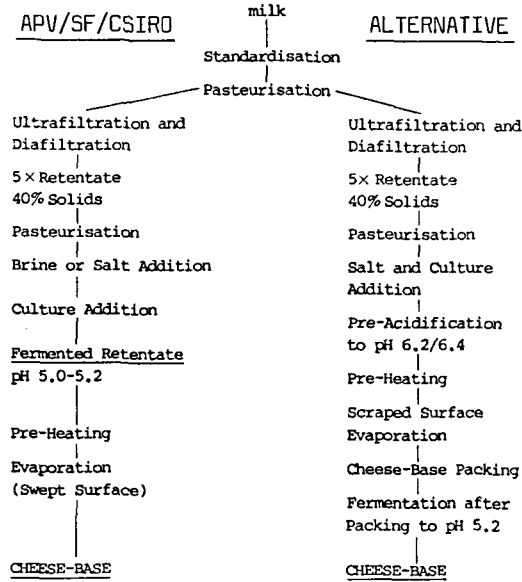 milk
Standardisation
Pasteurisation
APV/SF/CSIRO
Ultrafiltration and
Diafiltration
5× Retentate
40% Solids
Pasteurisation
Brine or Salt Addition
Culture Addition
Fermented Retentate
pH 5.0-5.2
Pre-Heating
Evaporation
(Swept Surface)
CHEESE-BASE
ALTERNATIVE
Ultrafiltration and
Diafiltration
5× Retentate
40% Solids
Pasteurisation
Salt and Culture
Addition
Pre-Acidification
to pH 6.2/6.4
Pre-Heating
Scraped Surface
Evaporation
Cheese-Base Packing
Fermentation after
Packing to pH 5.2
CHEESE-BASE